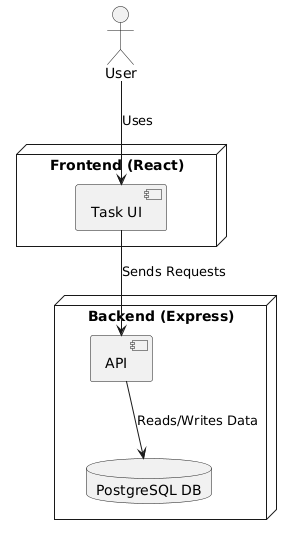 User
Uses
Frontend (React)
Task UI
Sends Requests
Backend (Express)
API
Reads/Writes Data
PostgreSQL DB